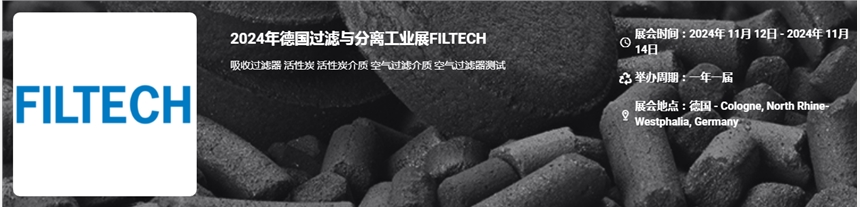 FILTECH
2024年德国过滤与分离工业展FILTECH
吸收过滤器 活性炭 活性炭介质 空气过滤介质 空气过滤器测试
展会时间：2024年 11月 12日 - 2024年 11月
14日
举办周期：一年一届
展会地点：德国 - Cologne, North Rhine-
Westphalia, Germany